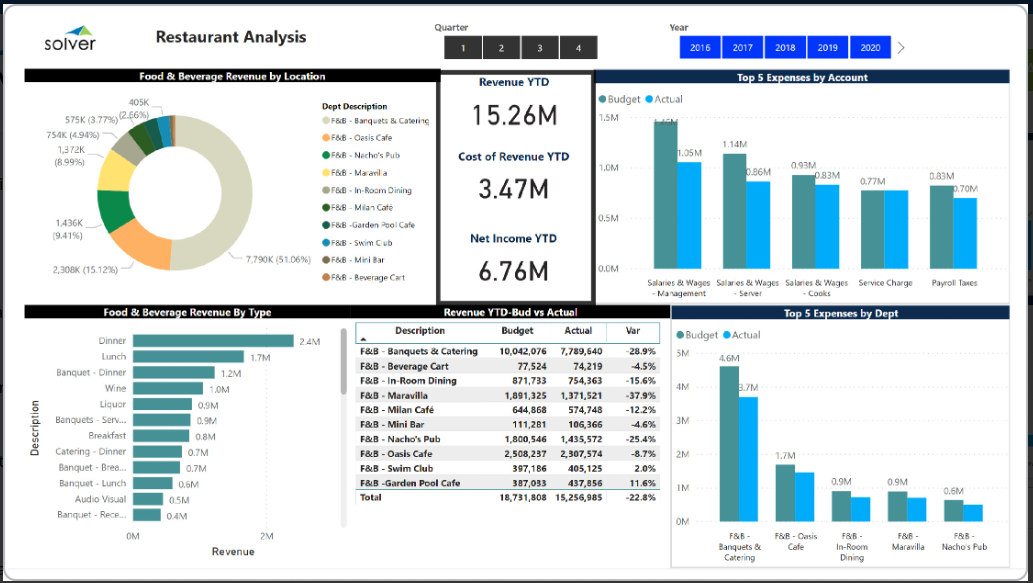 solver
Restaurant Analysis
Quarter
1 2 3 4
Year
2016 2017 2018 2019 2020
Food & Beverage Revenue by Location
405K
(2.66%)
575K (3.77%)
754K (4.94%)
1,372K
(8.99%)
1,436K
(9.41%)
2,308K (15.12%)
7,790K (51.06%)
Dept Description
F&B - Banquets & Catering
F&B - Oasis Cafe
F&B - Nacho's Pub
F&B - Maravilla
F&B - In-Room Dining
F&B - Milan Café
F&B -Garden Pool Cafe
F&B - Swim Club
F&B - Mini Bar
F&B - Beverage Cart
Revenue YTD
15.26M
Cost of Revenue YTD
3.47M
Net Income YTD
6.76M
Top 5 Expenses by Account
Budget Actual
1.5M
1.0M
0.5M
0.0M
1.46M
1.05M
1.14M
0.86M
0.93M
0.83M
0.77M
0.83M
0.70M
Salaries & Wages
- Management
Salaries & Wages
- Server
Salaries & Wages
- Cooks
Service Charge
Payroll Taxes
Food & Beverage Revenue By Type
Description
Dinner 2.4M
Lunch 1.7M
Banquet - Dinner 1.2M
Wine 1.0M
Liquor 0.9M
Banquets - Serv... 0.9M
Breakfast 0.8M
Catering - Dinner 0.7M
Banquet - Brea... 0.7M
Banquet - Lunch 0.6M
Audio Visual 0.5M
Banquet - Rece... 0.4M
0M 2M
Revenue
Revenue YTD-Bud vs Actual
Description Budget Actual Var
F&B - Banquets & Catering 10,042,076 7,789,640 -28.9%
F&B - Beverage Cart 77,524 74,219 -4.5%
F&B - In-Room Dining 871,733 754,363 -15.6%
F&B - Maravilla 1,891,325 1,371,521 -37.9%
F&B - Milan Café 644,868 574,748 -12.2%
F&B - Mini Bar 111,281 106,366 -4.6%
F&B - Nacho's Pub 1,800,546 1,435,572 -25.4%
F&B - Oasis Cafe 2,508,237 2,307,574 -8.7%
F&B - Swim Club 397,186 405,125 2.0%
F&B -Garden Pool Cafe 387,033 437,856 11.6%
Total 18,731,808 15,256,985 -22.8%
Top 5 Expenses by Dept
Budget Actual
5M
4M
3M
2M
1M
0M
4.6M
3.7M
1.7M
0.9M
0.9M
0.6M
F&B -
Banquets &
Catering
F&B - Oasis
Cafe
F&B -
In-Room
Dining
F&B -
Maravilla
F&B -
Nacho's Pub